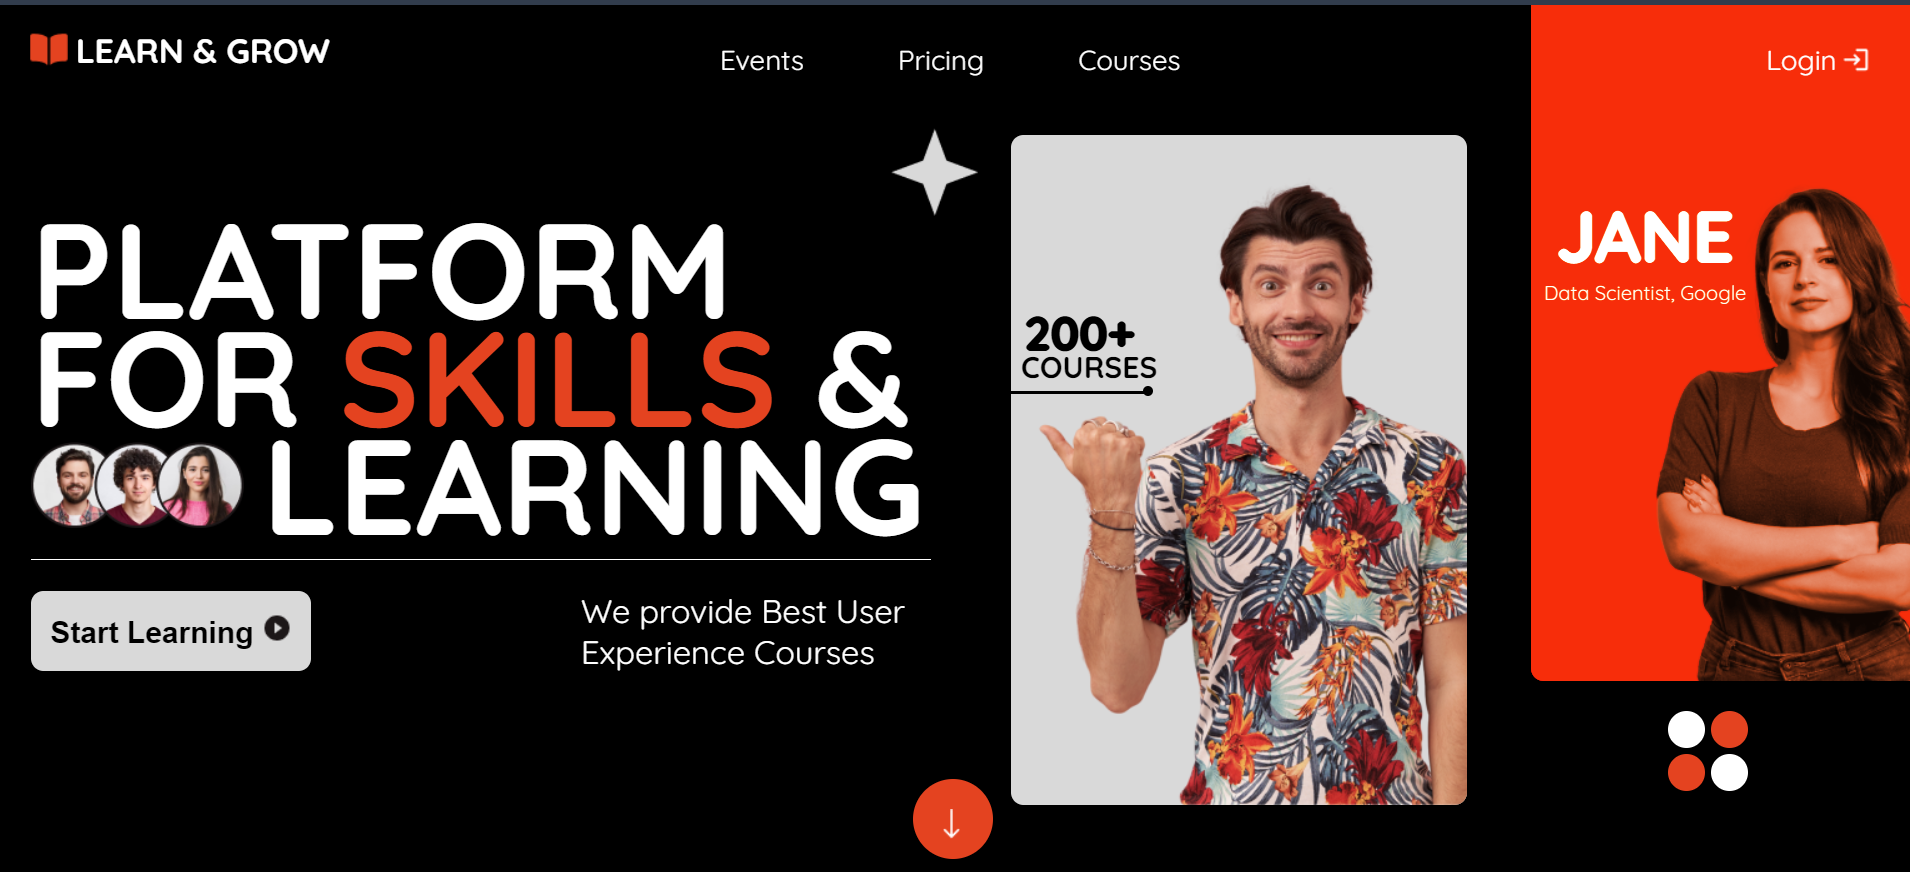 LEARN & GROW
Events
Pricing
Courses
Login
PLATFORM
FOR SKILLS &
LEARNING
Start Learning
We provide Best User
Experience Courses
200+
COURSES
JANE
Data Scientist, Google